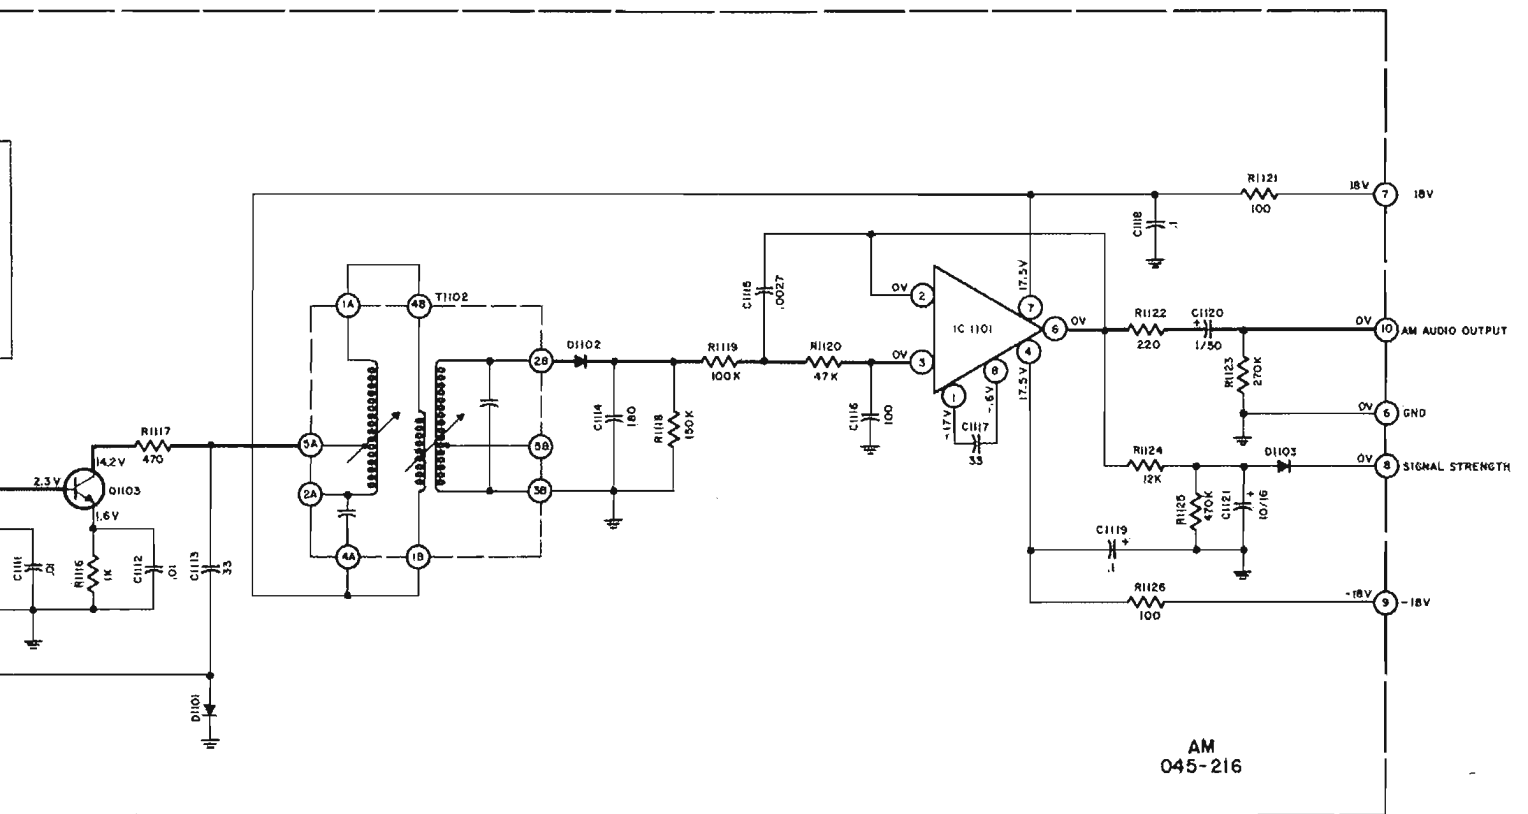 R1121
18V
7
18V
100
C1118
.1
17.5V
C1115
.0027
1A
4B
T1102
0V
2
7
IC 1101
6
0V
R1122
220
C1120
+
1/50
0V
10
AM AUDIO OUTPUT
D1102
2B
R1119
100K
R1120
47K
0V
3
4
8
1
R1123
270K
C1114
180
R1118
150K
C1116
100
-.6V
17.5V
-.17V
C1117
33
0V
6
GND
R1117
470
5A
5B
14.2V
2.3V
Q1103
1.6V
2A
3B
R1124
12K
D1103
0V
8
SIGNAL STRENGTH
R1125
470K
C1121
+
10/16
C1119
+
.1
C1111
.01
R1116
1K
C1112
.01
C1113
33
4A
1B
R1126
100
-18V
9
-18V
D1101
AM
045-216